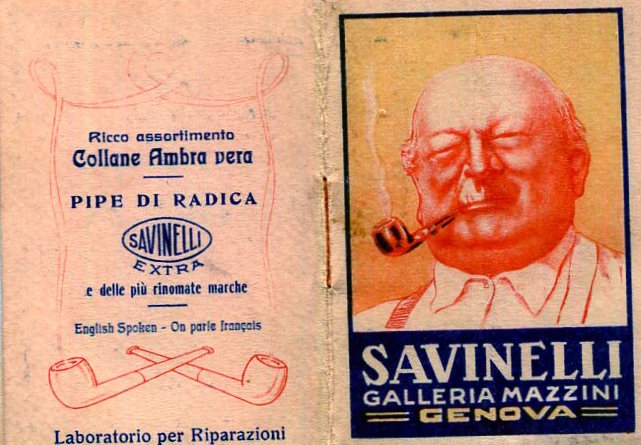 Ricco assortimento
Collane Ambra vera
PIPE DI RADICA
SAVINELLI
EXTRA
e delle più rinomate marche
English Spoken - On parle français
Laboratorio per Riparazioni
SAVINELLI
GALLERIA MAZZINI
GENOVA